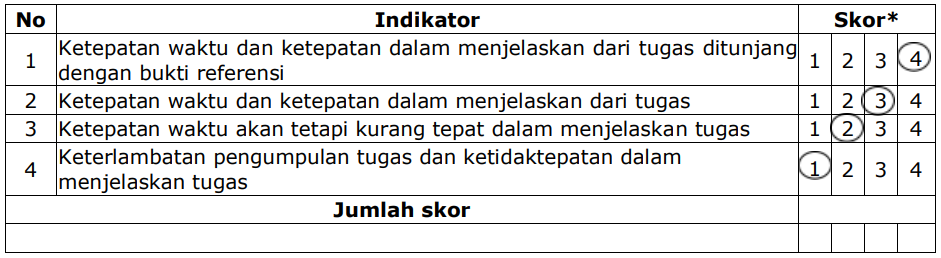 No Indikator Skor*
1 Ketepatan waktu dan ketepatan dalam menjelaskan dari tugas ditunjang dengan bukti referensi 1 2 3 4
2 Ketepatan waktu dan ketepatan dalam menjelaskan dari tugas 1 2 3 4
3 Ketepatan waktu akan tetapi kurang tepat dalam menjelaskan tugas 1 2 3 4
4 Keterlambatan pengumpulan tugas dan ketidaktepatan dalam menjelaskan tugas 1 2 3 4
Jumlah skor